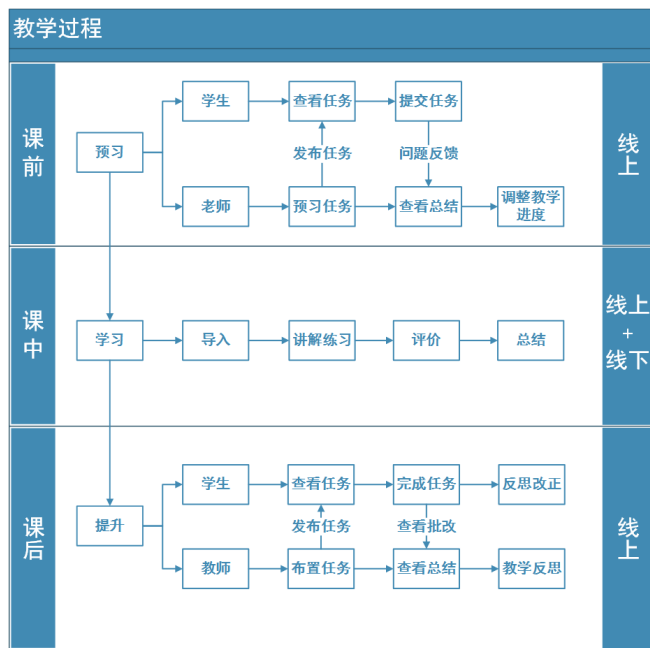 教学过程
课前
学生
查看任务
提交任务
预习
发布任务
问题反馈
老师
预习任务
查看总结
调整教学
进度
线上
课中
学习
导入
讲解练习
评价
总结
线上
+
线下
课后
学生
查看任务
完成任务
反思改正
提升
发布任务
查看批改
教师
布置任务
查看总结
教学反思
线上